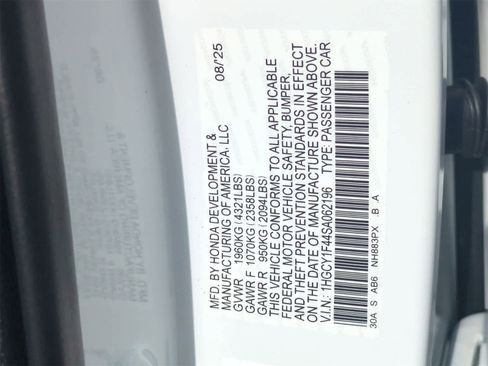 MFD. BY HONDA DEVELOPMENT & 08/25
MANUFACTURING OF AMERICA, LLC
GVWR 1960KG(4321LBS)
GAWR F 1070KG(2358LBS)
GAWR R 950KG(2094LBS)
THIS VEHICLE CONFORMS TO ALL APPLICABLE
FEDERAL MOTOR VEHICLE SAFETY, BUMPER,
AND THEFT PREVENTION STANDARDS IN EFFECT
ON THE DATE OF MANUFACTURE SHOWN ABOVE.
V.I.N.: 1HGCY1F44SA062196 TYPE: PASSENGER CAR
30A S AB6 NH883PX B A